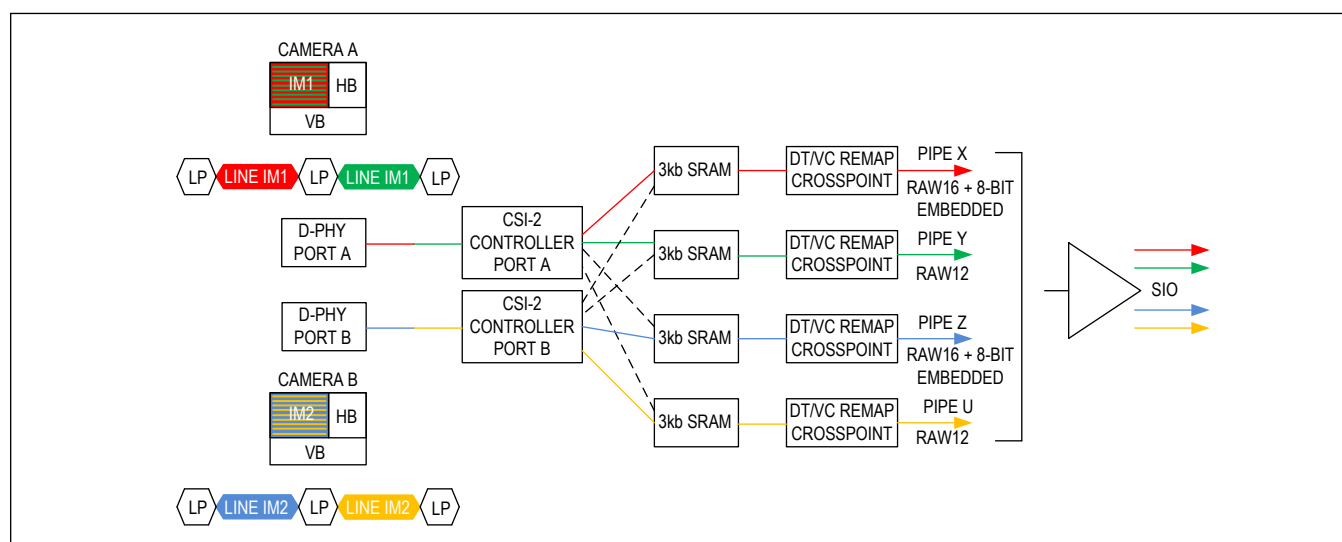 CAMERA A
IM1
HB
VB
LP
LINE IM1
LP
LINE IM1
LP
D-PHY
PORT A
CSI-2
CONTROLLER
PORT A
D-PHY
PORT B
CSI-2
CONTROLLER
PORT B
CAMERA B
IM2
HB
VB
LP
LINE IM2
LP
LINE IM2
LP
3kb SRAM
DT/VC REMAP
CROSSPOINT
PIPE X
RAW16 + 8-BIT
EMBEDDED
3kb SRAM
DT/VC REMAP
CROSSPOINT
PIPE Y
RAW12
3kb SRAM
DT/VC REMAP
CROSSPOINT
PIPE Z
RAW16 + 8-BIT
EMBEDDED
3kb SRAM
DT/VC REMAP
CROSSPOINT
PIPE U
RAW12
SIO